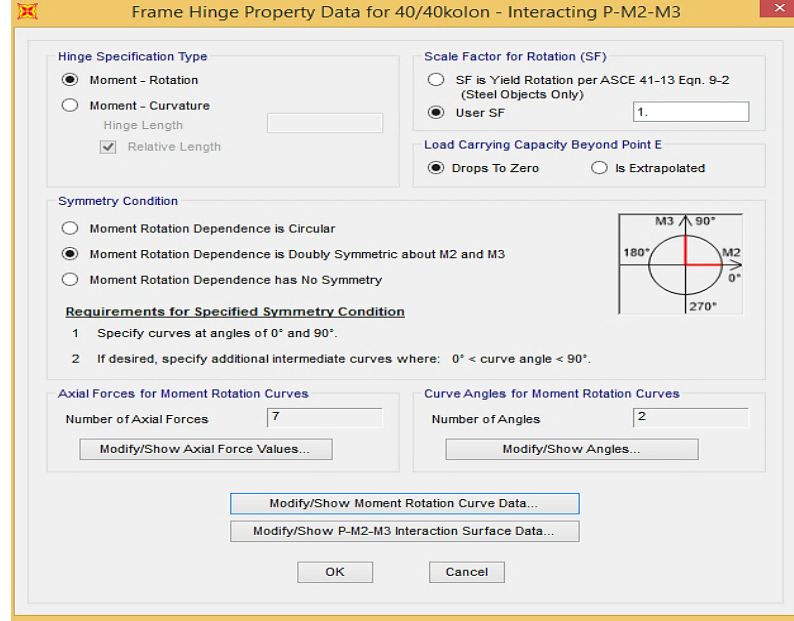 Frame Hinge Property Data for 40/40kolon - Interacting P-M2-M3
Hinge Specification Type
Moment - Rotation
Moment - Curvature
Hinge Length
Relative Length
Scale Factor for Rotation (SF)
SF is Yield Rotation per ASCE 41-13 Eqn. 9-2
(Steel Objects Only)
User SF
1.
Load Carrying Capacity Beyond Point E
Drops To Zero
Is Extrapolated
Symmetry Condition
Moment Rotation Dependence is Circular
Moment Rotation Dependence is Doubly Symmetric about M2 and M3
Moment Rotation Dependence has No Symmetry
Requirements for Specified Symmetry Condition
1 Specify curves at angles of 0° and 90°.
2 If desired, specify additional intermediate curves where: 0° < curve angle < 90°.
M3 90°
180° M2
0°
270°
Axial Forces for Moment Rotation Curves
Number of Axial Forces 7
Modify/Show Axial Force Values...
Curve Angles for Moment Rotation Curves
Number of Angles 2
Modify/Show Angles...
Modify/Show Moment Rotation Curve Data...
Modify/Show P-M2-M3 Interaction Surface Data...
OK
Cancel